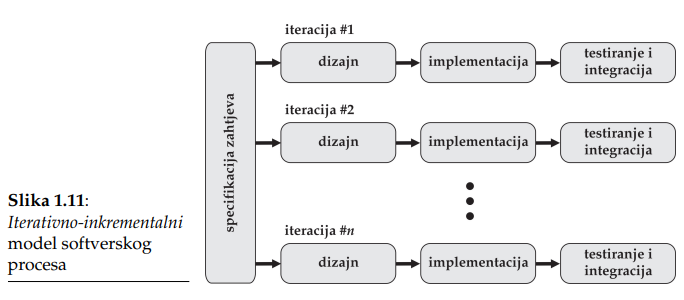 iteracija #1
dizajn
implementacija
testiranje i
integracija
specifikacija zahtjeva
iteracija #2
dizajn
implementacija
testiranje i
integracija
Slika 1.11:
Iterativno-inkrementalni
model softverskog
procesa
iteracija #n
dizajn
implementacija
testiranje i
integracija